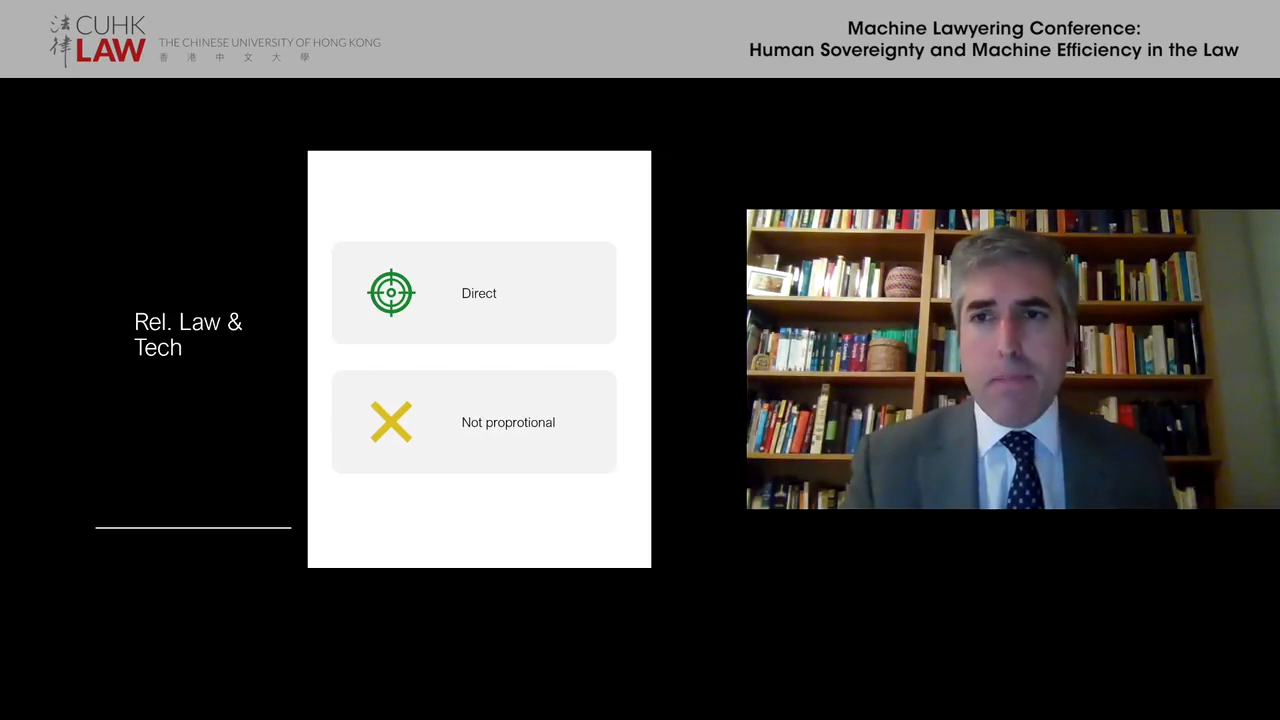 法律
CUHK
LAW
THE CHINESE UNIVERSITY OF HONG KONG
香港中文大學
Machine Lawyering Conference:
Human Sovereignty and Machine Efficiency in the Law
Rel. Law &
Tech
Direct
Not proprotional